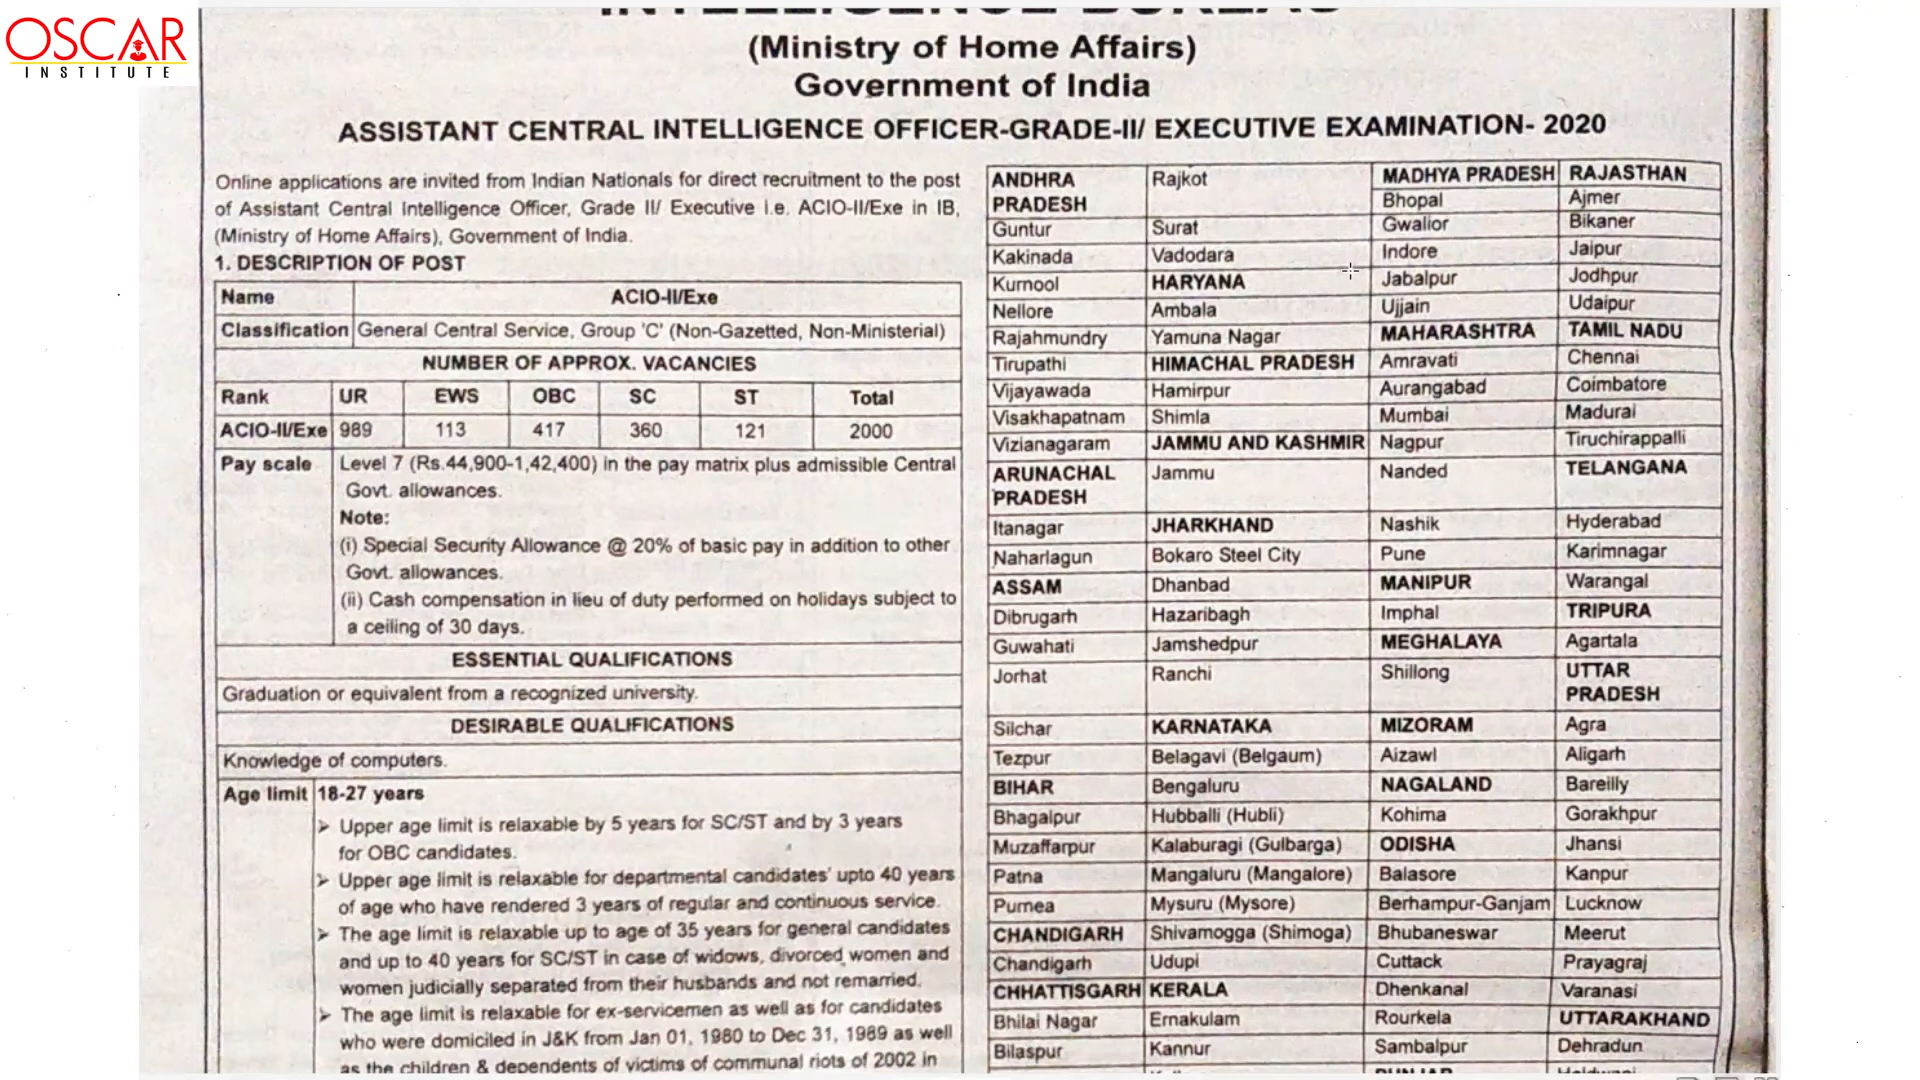 OSCAR
INSTITUTE
INTELLIGENCE BUREAU
(Ministry of Home Affairs)
Government of India
ASSISTANT CENTRAL INTELLIGENCE OFFICER-GRADE-II/ EXECUTIVE EXAMINATION- 2020
Online applications are invited from Indian Nationals for direct recruitment to the post
of Assistant Central Intelligence Officer, Grade II/ Executive i.e. ACIO-II/Exe in IB,
(Ministry of Home Affairs), Government of India.
1. DESCRIPTION OF POST
Name ACIO-II/Exe
Classification General Central Service, Group 'C' (Non-Gazetted, Non-Ministerial)
NUMBER OF APPROX. VACANCIES
Rank UR EWS OBC SC ST Total
ACIO-II/Exe 989 113 417 360 121 2000
Pay scale Level 7 (Rs.44,900-1,42,400) in the pay matrix plus admissible Central
Govt. allowances.
Note:
(i) Special Security Allowance @ 20% of basic pay in addition to other
Govt. allowances.
(ii) Cash compensation in lieu of duty performed on holidays subject to
a ceiling of 30 days.
ESSENTIAL QUALIFICATIONS
Graduation or equivalent from a recognized university.
DESIRABLE QUALIFICATIONS
Knowledge of computers.
Age limit 18-27 years
➢ Upper age limit is relaxable by 5 years for SC/ST and by 3 years
for OBC candidates.
➢ Upper age limit is relaxable for departmental candidates' upto 40 years
of age who have rendered 3 years of regular and continuous service.
➢ The age limit is relaxable up to age of 35 years for general candidates
and up to 40 years for SC/ST in case of widows, divorced women and
women judicially separated from their husbands and not remarried.
➢ The age limit is relaxable for ex-servicemen as well as for candidates
who were domiciled in J&K from Jan 01, 1980 to Dec 31, 1989 as well
as the children & dependents of victims of communal riots of 2002 in
ANDHRA PRADESH Rajkot MADHYA PRADESH RAJASTHAN
Bhopal Ajmer
Guntur Surat Gwalior Bikaner
Kakinada Vadodara Indore Jaipur
Kurnool HARYANA Jabalpur Jodhpur
Nellore Ambala Ujjain Udaipur
Rajahmundry Yamuna Nagar MAHARASHTRA TAMIL NADU
Tirupathi HIMACHAL PRADESH Amravati Chennai
Vijayawada Hamirpur Aurangabad Coimbatore
Visakhapatnam Shimla Mumbai Madurai
Vizianagaram JAMMU AND KASHMIR Nagpur Tiruchirappalli
ARUNACHAL PRADESH Jammu Nanded TELANGANA
Itanagar JHARKHAND Nashik Hyderabad
Naharlagun Bokaro Steel City Pune Karimnagar
ASSAM Dhanbad MANIPUR Warangal
Dibrugarh Hazaribagh Imphal TRIPURA
Guwahati Jamshedpur MEGHALAYA Agartala
Jorhat Ranchi Shillong UTTAR PRADESH
Silchar KARNATAKA MIZORAM Agra
Tezpur Belagavi (Belgaum) Aizawl Aligarh
BIHAR Bengaluru NAGALAND Bareilly
Bhagalpur Hubballi (Hubli) Kohima Gorakhpur
Muzaffarpur Kalaburagi (Gulbarga) ODISHA Jhansi
Patna Mangaluru (Mangalore) Balasore Kanpur
Purnea Mysuru (Mysore) Berhampur-Ganjam Lucknow
CHANDIGARH Shivamogga (Shimoga) Bhubaneswar Meerut
Chandigarh Udupi Cuttack Prayagraj
CHHATTISGARH KERALA Dhenkanal Varanasi
Bhilai Nagar Ernakulam Rourkela UTTARAKHAND
Bilaspur Kannur Sambalpur Dehradun